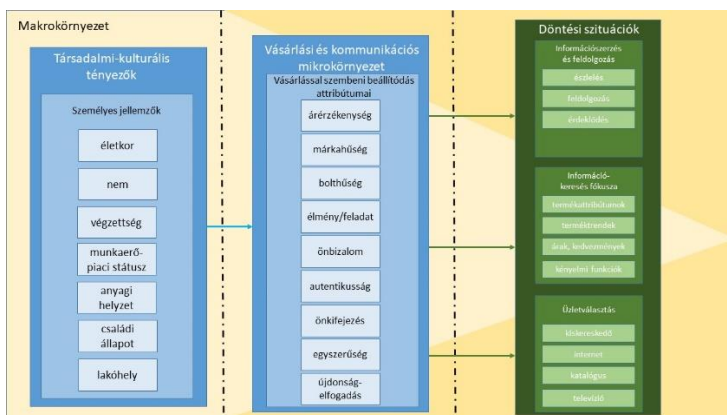 Makrokörnyezet
Társadalmi-kulturális
tényezők
Személyes jellemzők
életkor
nem
végzettség
munkaerő-
piaci státusz
anyagi
helyzet
családi
állapot
lakóhely
Vásárlási és kommunikációs
mikrokörnyezet
Vásárlással szembeni beállítódás
attribútumai
árérzékenység
márkahűség
bolthűség
élmény/feladat
önbizalom
autentikusság
önkifejezés
egyszerűség
újdonság-
elfogadás
Döntési szituációk
Információszerzés
és feldolgozás
észlelés
feldolgozás
érdeklődés
Információ-
keresés fókusza
termékattribútumok
terméktrendek
árak, kedvezmények
kényelmi funkciók
Üzletválasztás
kiskereskedő
internet
katalógus
televízió